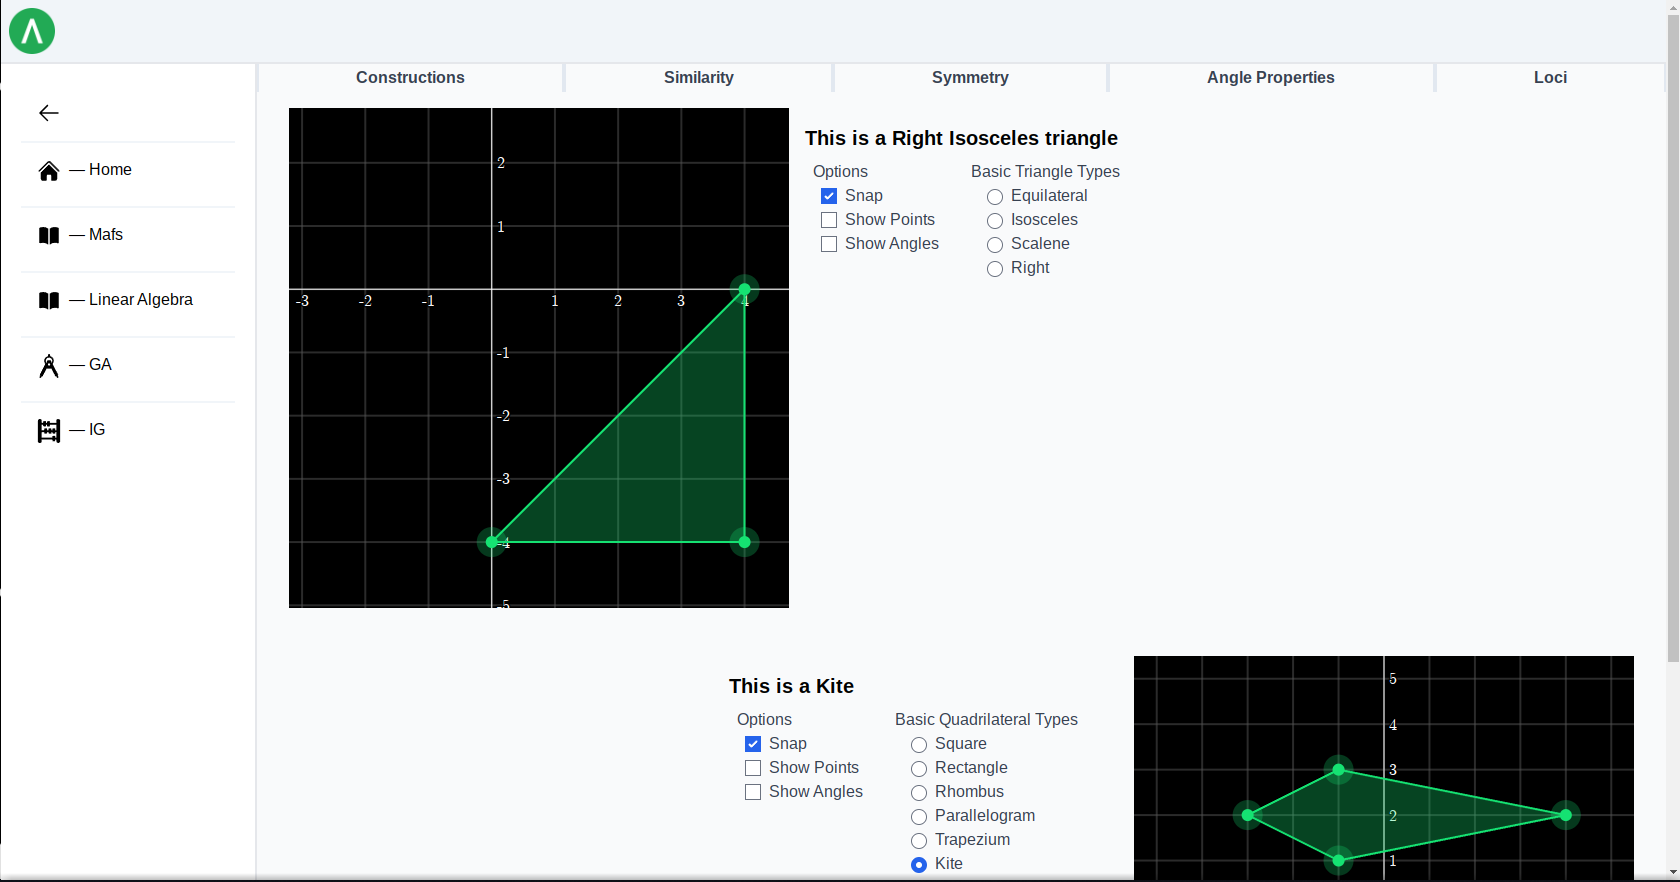 Constructions
Similarity
Symmetry
Angle Properties
Loci
— Home
— Mafs
— Linear Algebra
— GA
— IG
2
1
-3 -2 -1 1 2 3 4
-1
-2
-3
-4
-5
This is a Right Isosceles triangle
Options
Snap
Show Points
Show Angles
Basic Triangle Types
Equilateral
Isosceles
Scalene
Right
This is a Kite
Options
Snap
Show Points
Show Angles
Basic Quadrilateral Types
Square
Rectangle
Rhombus
Parallelogram
Trapezium
Kite
5
4
3
2
1